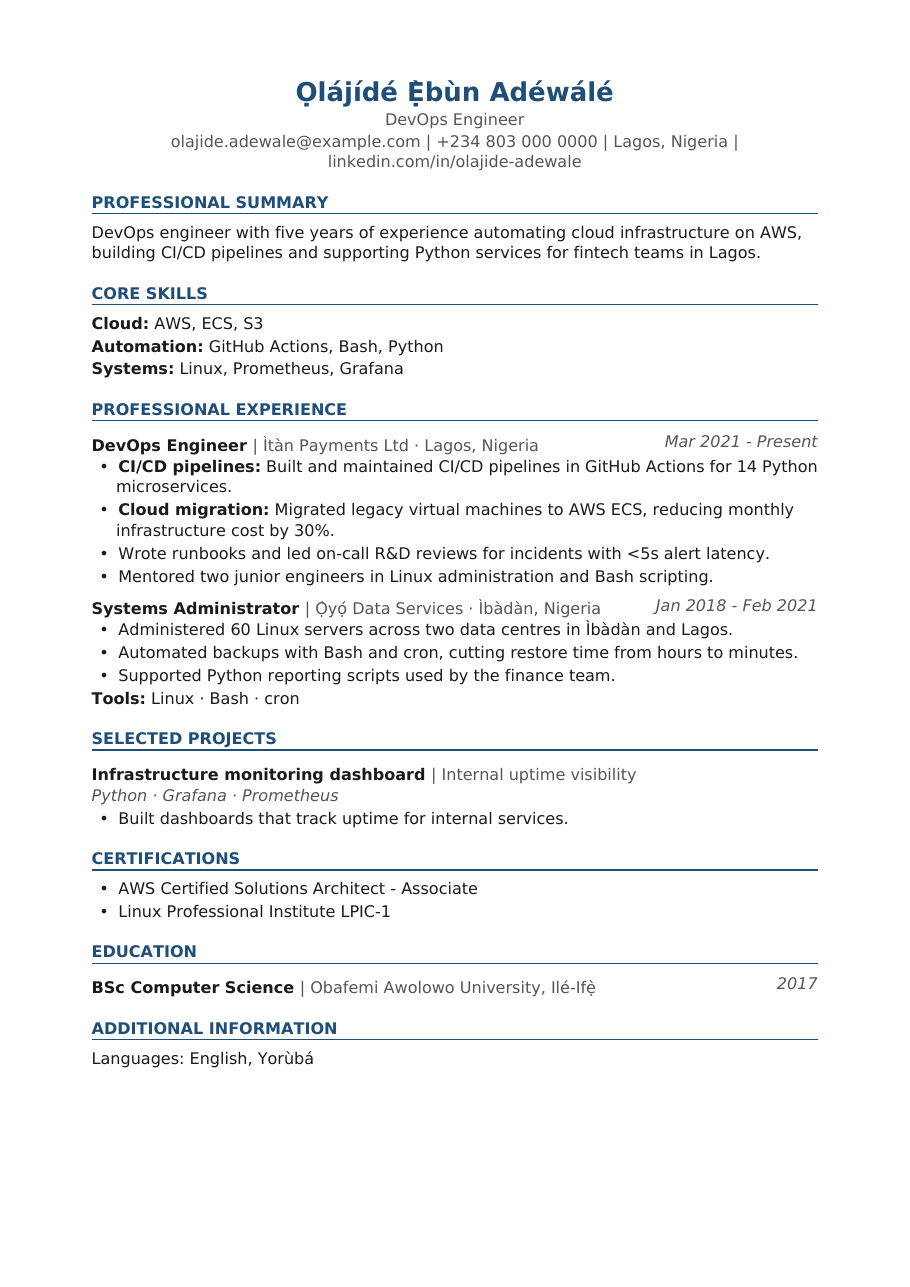 Ọlájídé Ẹ̀bùn Adéwálé
DevOps Engineer
olajide.adewale@example.com | +234 803 000 0000 | Lagos, Nigeria |
linkedin.com/in/olajide-adewale
PROFESSIONAL SUMMARY
DevOps engineer with five years of experience automating cloud infrastructure on AWS,
building CI/CD pipelines and supporting Python services for fintech teams in Lagos.
CORE SKILLS
Cloud: AWS, ECS, S3
Automation: GitHub Actions, Bash, Python
Systems: Linux, Prometheus, Grafana
PROFESSIONAL EXPERIENCE
DevOps Engineer | Ìtàn Payments Ltd · Lagos, Nigeria Mar 2021 - Present
• CI/CD pipelines: Built and maintained CI/CD pipelines in GitHub Actions for 14 Python
microservices.
• Cloud migration: Migrated legacy virtual machines to AWS ECS, reducing monthly
infrastructure cost by 30%.
• Wrote runbooks and led on-call R&D reviews for incidents with <5s alert latency.
• Mentored two junior engineers in Linux administration and Bash scripting.
Systems Administrator | Ọ̀yọ́ Data Services · Ìbàdàn, Nigeria Jan 2018 - Feb 2021
• Administered 60 Linux servers across two data centres in Ìbàdàn and Lagos.
• Automated backups with Bash and cron, cutting restore time from hours to minutes.
• Supported Python reporting scripts used by the finance team.
Tools: Linux · Bash · cron
SELECTED PROJECTS
Infrastructure monitoring dashboard | Internal uptime visibility
Python · Grafana · Prometheus
• Built dashboards that track uptime for internal services.
CERTIFICATIONS
• AWS Certified Solutions Architect - Associate
• Linux Professional Institute LPIC-1
EDUCATION
BSc Computer Science | Obafemi Awolowo University, Ilé-Ifẹ̀ 2017
ADDITIONAL INFORMATION
Languages: English, Yorùbá